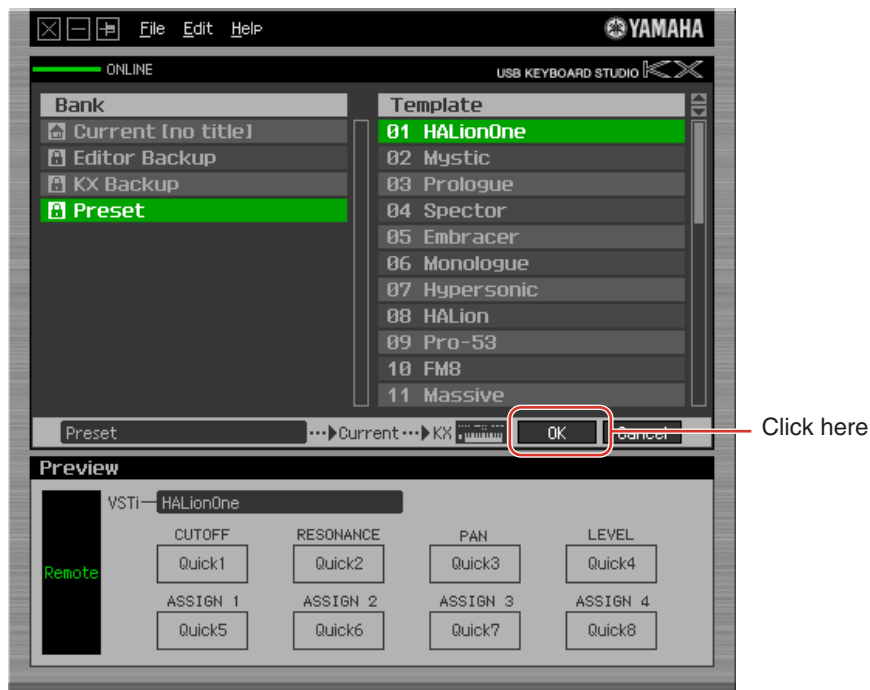 File Edit Help YAMAHA
ONLINE USB KEYBOARD STUDIO KX
Bank Template
Current [no title] 01 HALionOne
Editor Backup 02 Mystic
KX Backup 03 Prologue
Preset 04 Spector
05 Embracer
06 Monologue
07 Hypersonic
08 HALion
09 Pro-53
10 FM8
11 Massive
Preset Current KX OK Cancel Click here
Preview
VSTi HALionOne
CUTOFF RESONANCE PAN LEVEL
Remote Quick1 Quick2 Quick3 Quick4
ASSIGN 1 ASSIGN 2 ASSIGN 3 ASSIGN 4
Quick5 Quick6 Quick7 Quick8